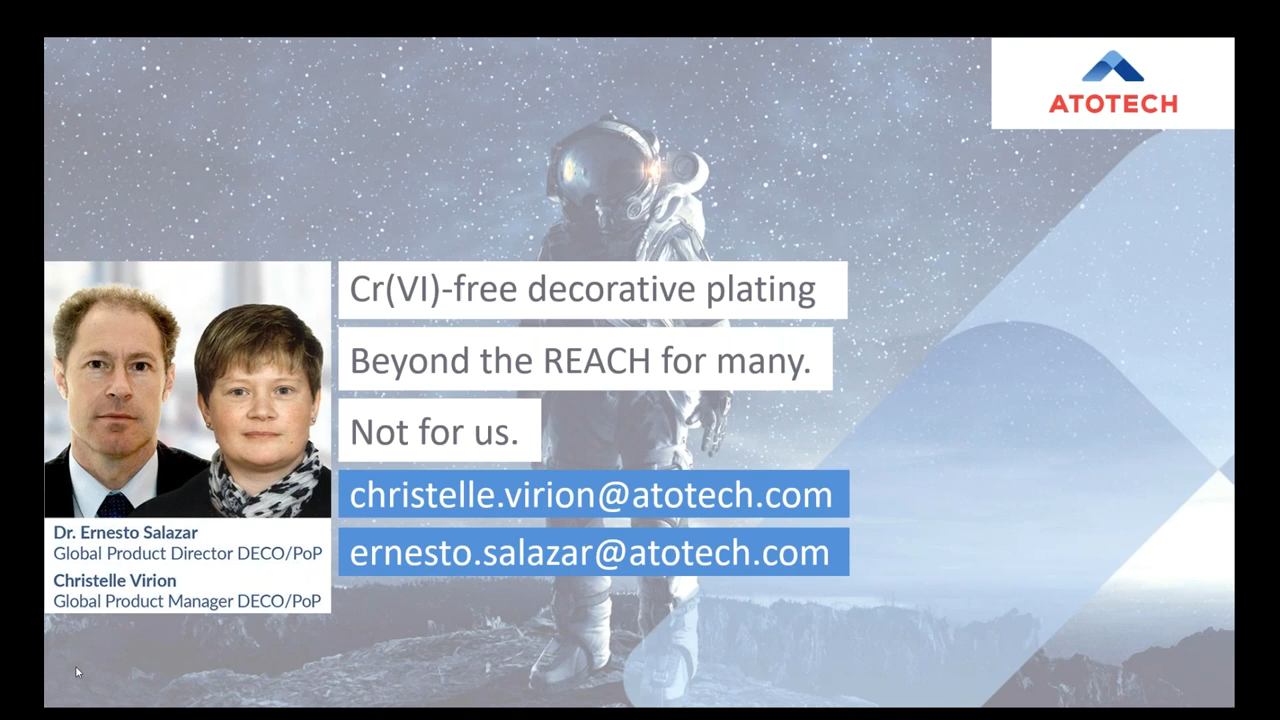 ATOTECH
Cr(VI)-free decorative plating
Beyond the REACH for many.
Not for us.
christelle.virion@atotech.com
ernesto.salazar@atotech.com
Dr. Ernesto Salazar
Global Product Director DECO/PoP
Christelle Virion
Global Product Manager DECO/PoP